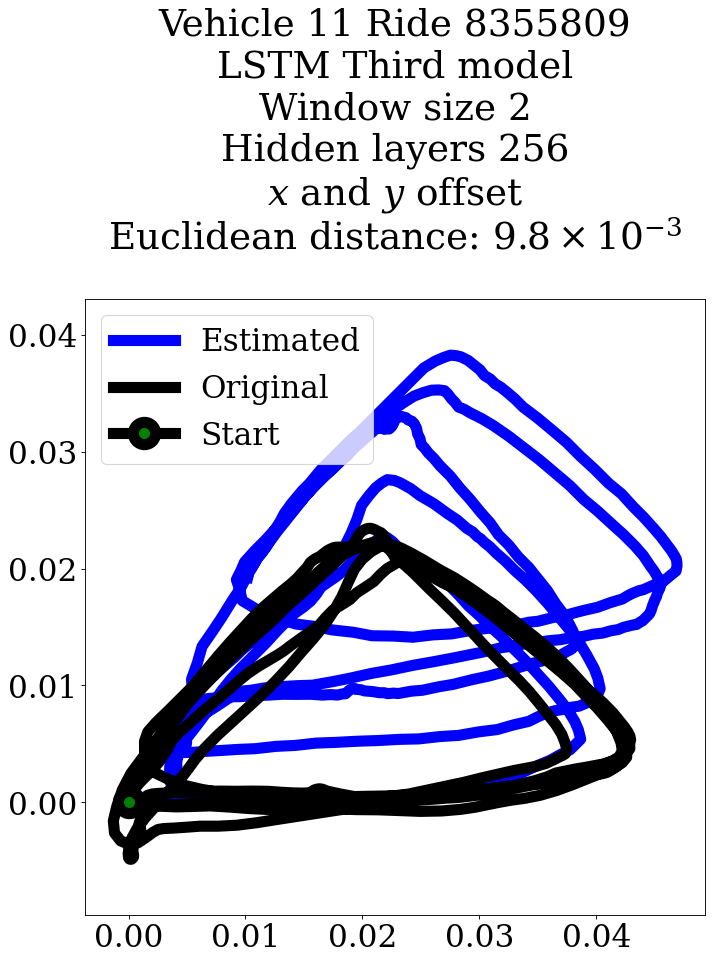 Vehicle 11 Ride 8355809
LSTM Third model
Window size 2
Hidden layers 256
x and y offset
Euclidean distance: 9.8 × 10⁻³
Estimated
Original
Start
0.04
0.03
0.02
0.01
0.00
0.00 0.01 0.02 0.03 0.04